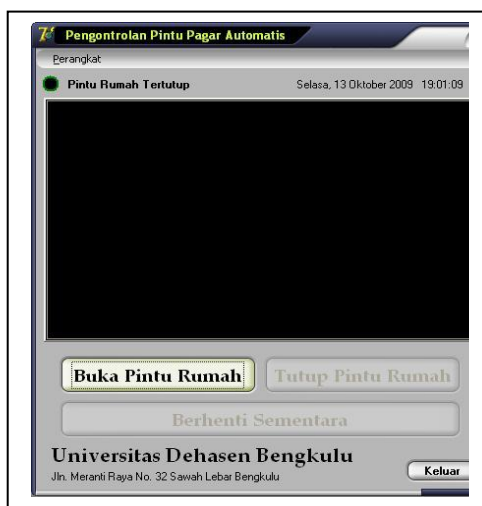 Pengontrolan Pintu Pagar Automatis
Perangkat
Pintu Rumah Tertutup Selasa, 13 Oktober 2009 19:01:09
Buka Pintu Rumah Tutup Pintu Rumah
Berhenti Sementara
Universitas Dehasen Bengkulu
Jln. Meranti Raya No. 32 Sawah Lebar Bengkulu Keluar